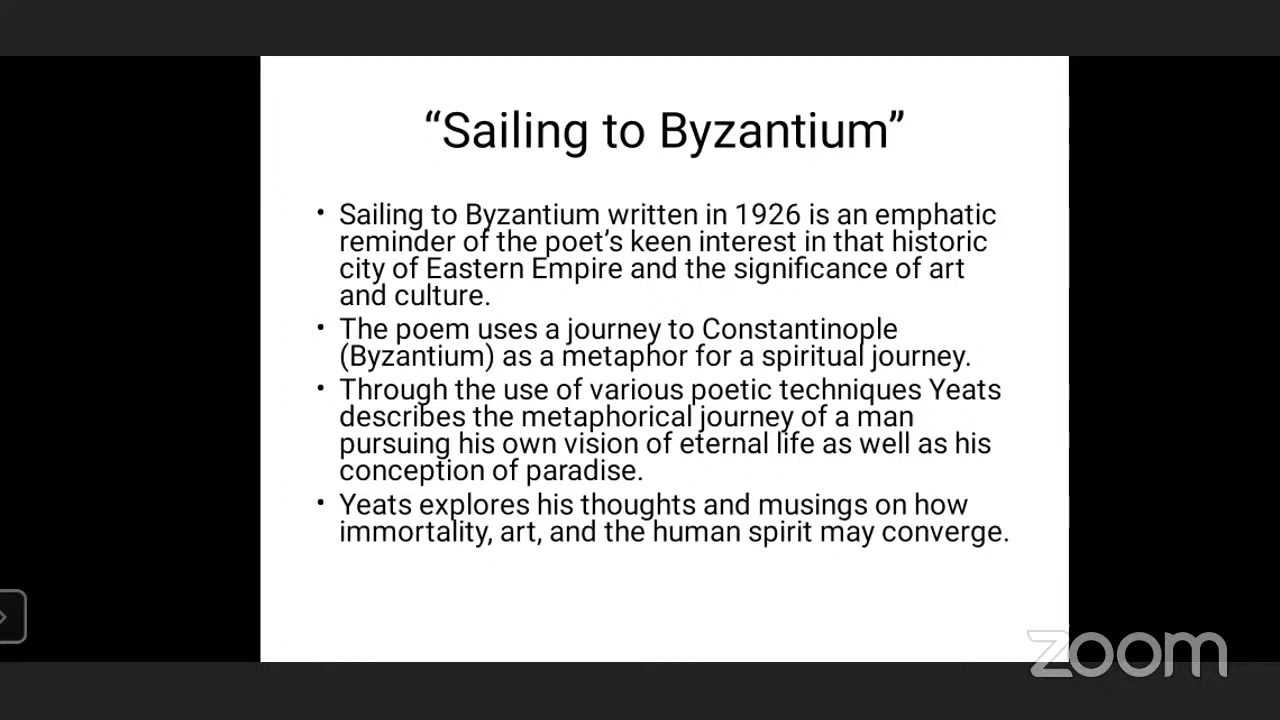 “Sailing to Byzantium”
• Sailing to Byzantium written in 1926 is an emphatic
reminder of the poet’s keen interest in that historic
city of Eastern Empire and the significance of art
and culture.
• The poem uses a journey to Constantinople
(Byzantium) as a metaphor for a spiritual journey.
• Through the use of various poetic techniques Yeats
describes the metaphorical journey of a man
pursuing his own vision of eternal life as well as his
conception of paradise.
• Yeats explores his thoughts and musings on how
immortality, art, and the human spirit may converge.
zoom